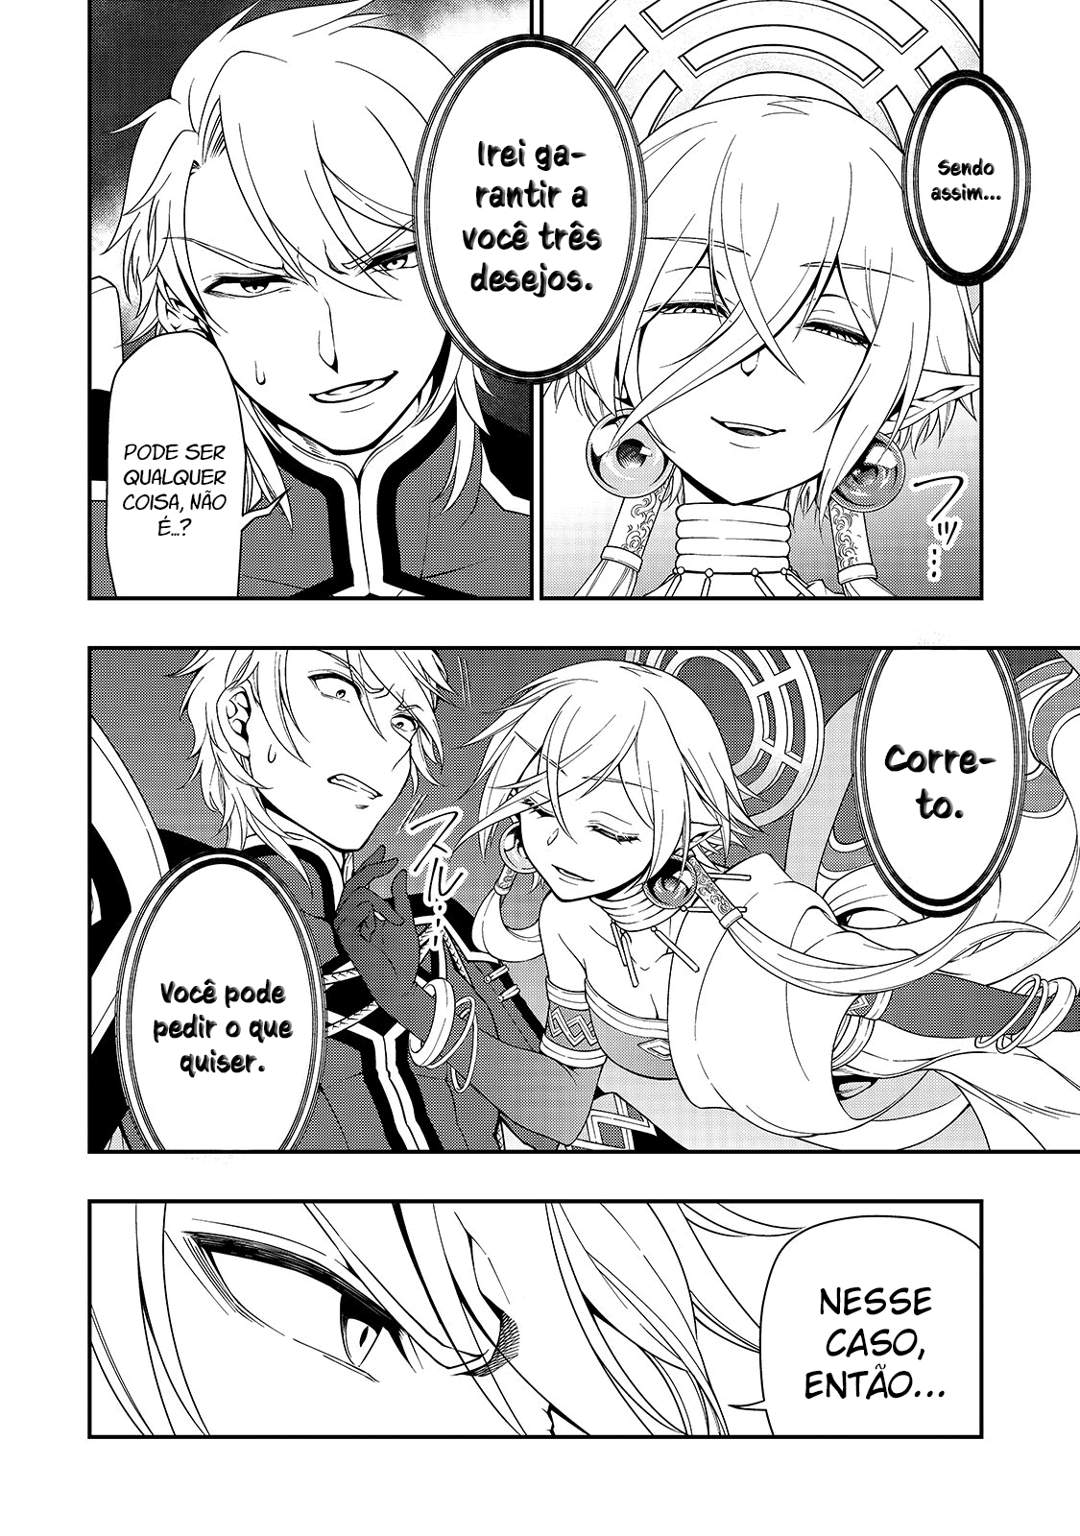 Sendo
assim...
Irei ga-
rantir a
você três
desejos.
フッ…
PODE SER
QUALQUER
COISA, NÃO
É...?
Corre-
to.
スル…
Você pode
pedir o que
quiser.
NESSE
CASO,
ENTÃO...